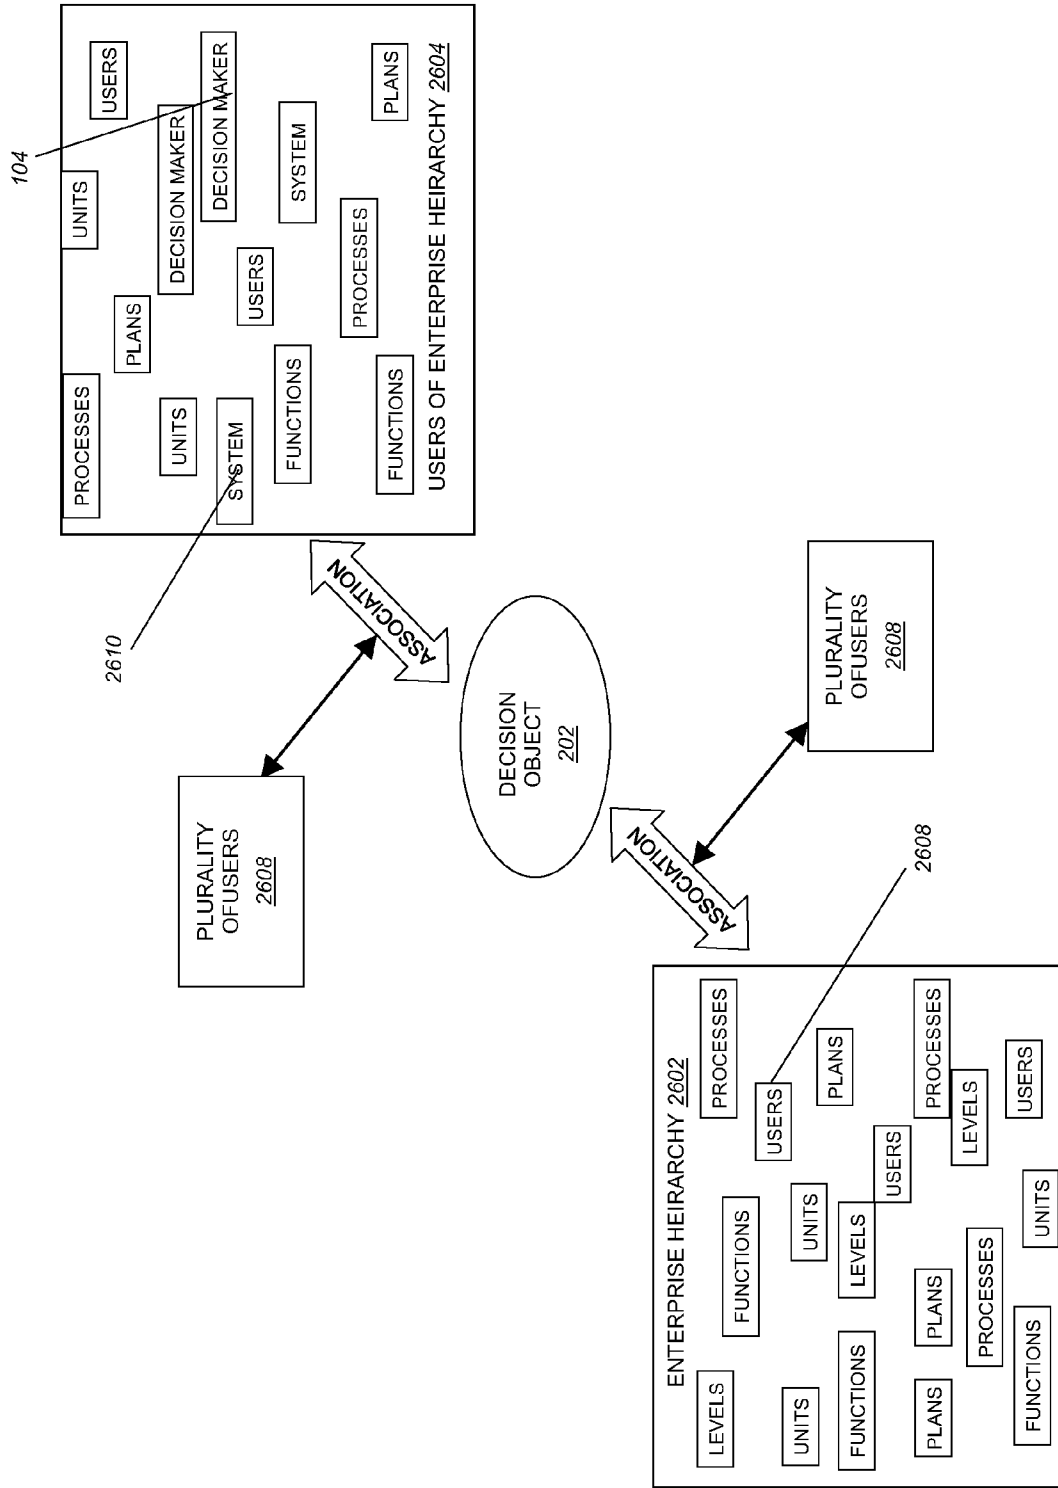 104
PROCESSES
UNITS
USERS
PLANS
UNITS
DECISION MAKER
DECISION MAKER
SYSTEM
USERS
FUNCTIONS
SYSTEM
PROCESSES
FUNCTIONS
PLANS
USERS OF ENTERPRISE HEIRARCHY 2604
2610
PLURALITY
OFUSERS
2608
ASSOCIATION
DECISION
OBJECT
202
ASSOCIATION
PLURALITY
OFUSERS
2608
2608
ENTERPRISE HEIRARCHY 2602
LEVELS
FUNCTIONS
PROCESSES
USERS
UNITS
UNITS
PLANS
FUNCTIONS
LEVELS
USERS
PLANS
PLANS
PROCESSES
LEVELS
PROCESSES
USERS
FUNCTIONS
UNITS